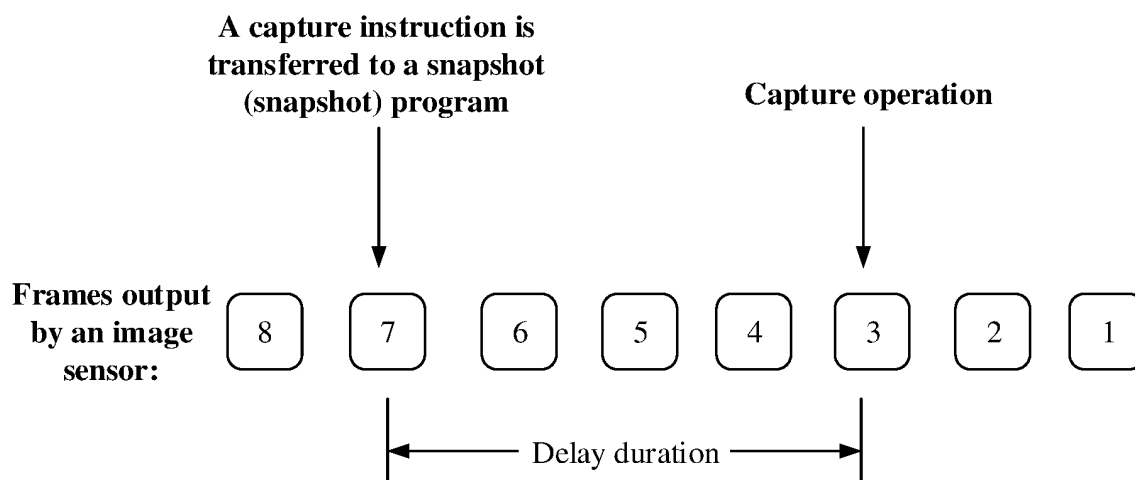 A capture instruction is
transferred to a snapshot
(snapshot) program
Capture operation
Frames output
by an image
sensor:
8 7 6 5 4 3 2 1
Delay duration